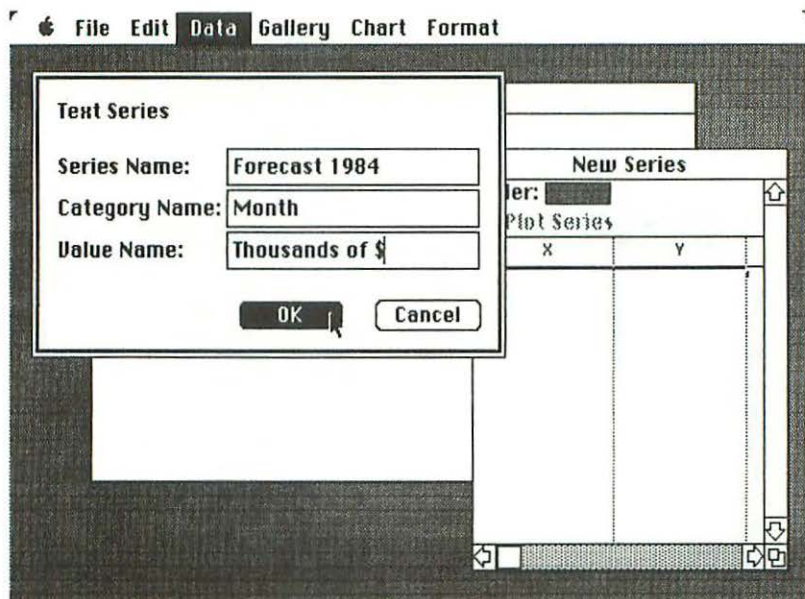 File Edit Data Gallery Chart Format
Text Series
Series Name: Forecast 1984
Category Name: Month
Value Name: Thousands of $
OK Cancel
New Series
der:
Plot Series
X Y